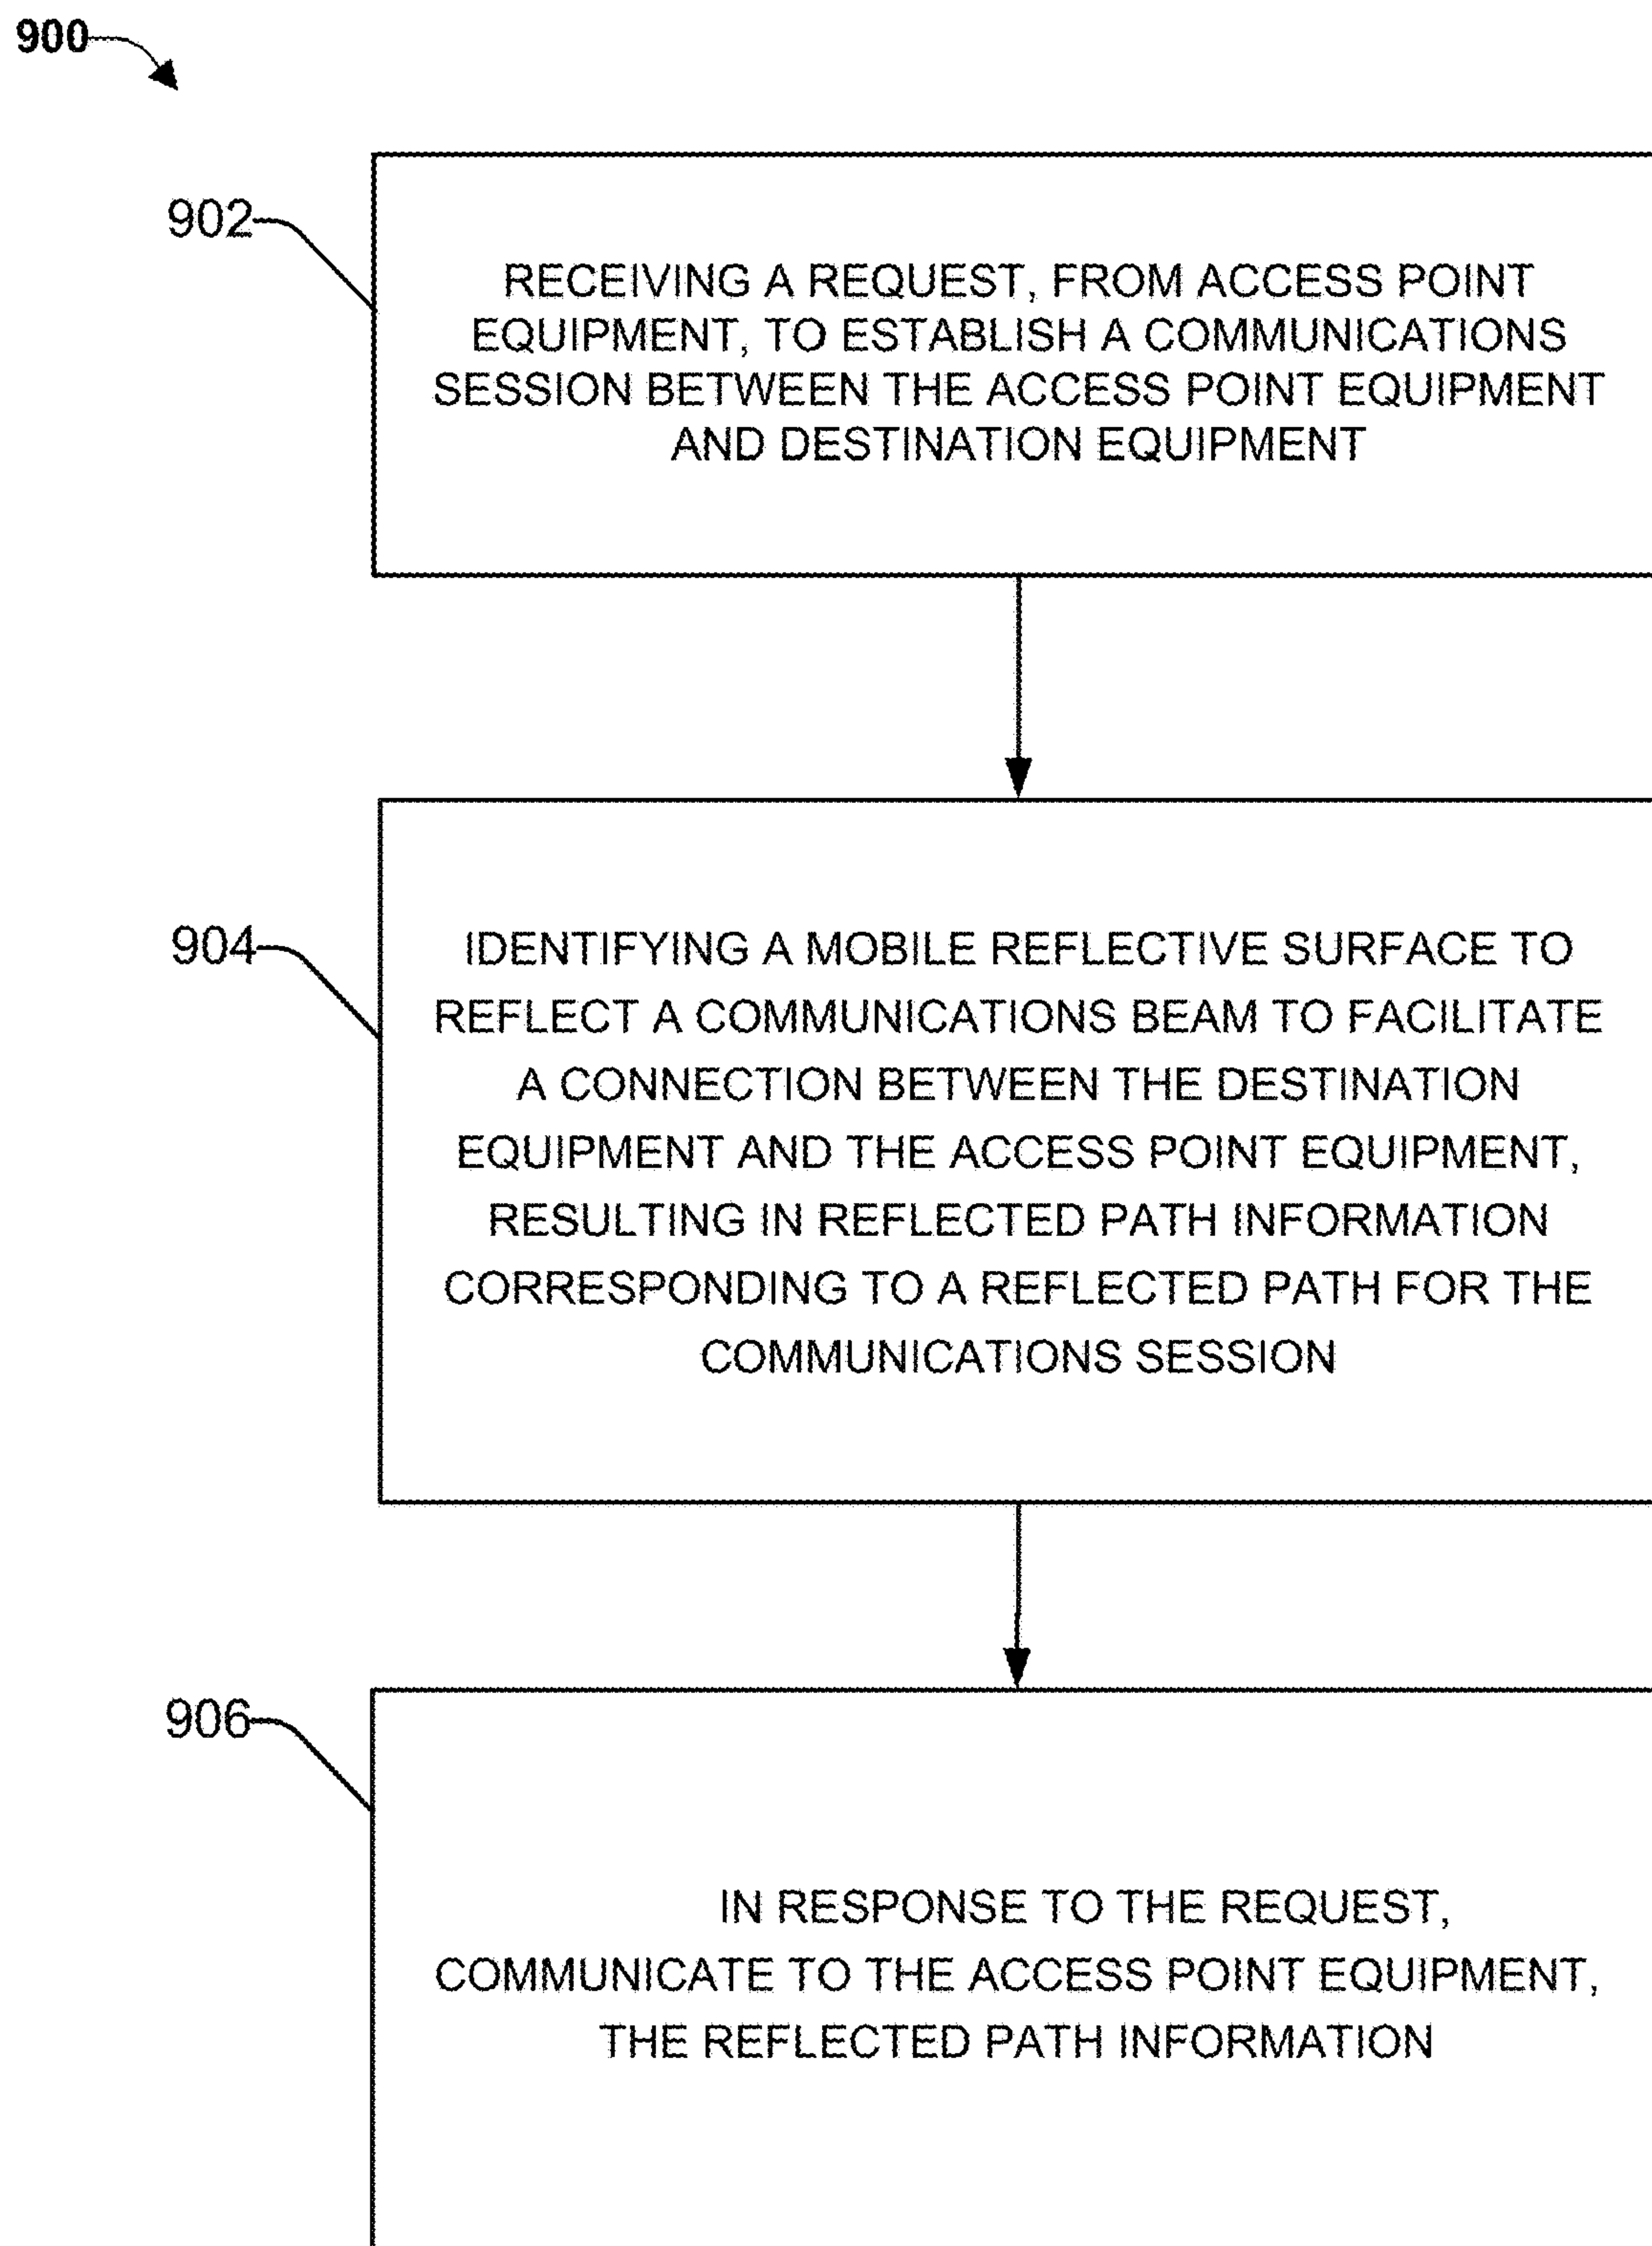 900
902
RECEIVING A REQUEST, FROM ACCESS POINT
EQUIPMENT, TO ESTABLISH A COMMUNICATIONS
SESSION BETWEEN THE ACCESS POINT EQUIPMENT
AND DESTINATION EQUIPMENT
904
IDENTIFYING A MOBILE REFLECTIVE SURFACE TO
REFLECT A COMMUNICATIONS BEAM TO FACILITATE
A CONNECTION BETWEEN THE DESTINATION
EQUIPMENT AND THE ACCESS POINT EQUIPMENT,
RESULTING IN REFLECTED PATH INFORMATION
CORRESPONDING TO A REFLECTED PATH FOR THE
COMMUNICATIONS SESSION
906
IN RESPONSE TO THE REQUEST,
COMMUNICATE TO THE ACCESS POINT EQUIPMENT,
THE REFLECTED PATH INFORMATION